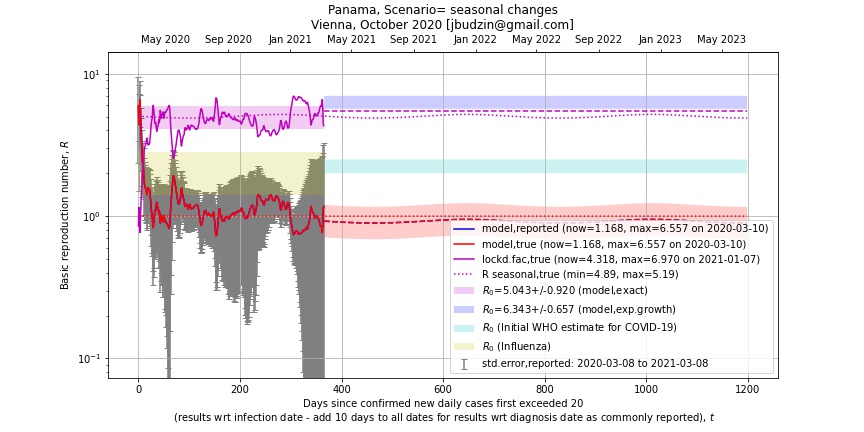 Panama, Scenario= seasonal changes
Vienna, October 2020 [jbudzin@gmail.com]
May 2020 Sep 2020 Jan 2021 May 2021 Sep 2021 Jan 2022 May 2022 Sep 2022 Jan 2023 May 2023
10¹
10⁰
10⁻¹
Basic reproduction number, R
model,reported (now=1.168, max=6.557 on 2020-03-10)
model,true (now=1.168, max=6.557 on 2020-03-10)
lockd.fac,true (now=4.318, max=6.970 on 2021-01-07)
R seasonal,true (min=4.89, max=5.19)
R₀=5.043+/-0.920 (model,exact)
R₀=6.343+/-0.657 (model,exp.growth)
R₀ (Initial WHO estimate for COVID-19)
R₀ (Influenza)
std.error,reported: 2020-03-08 to 2021-03-08
0 200 400 600 800 1000 1200
Days since confirmed new daily cases first exceeded 20
(results wrt infection date - add 10 days to all dates for results wrt diagnosis date as commonly reported), t